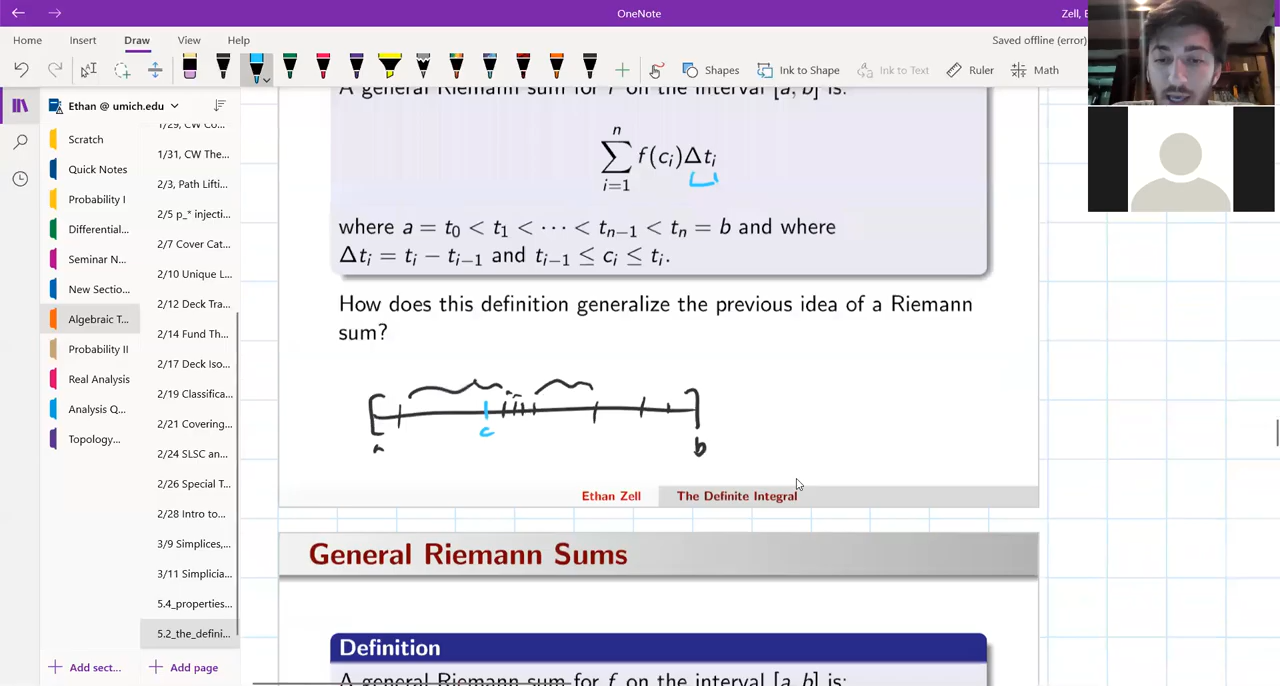 OneNote
Zell, E
Home
Insert
Draw
View
Help
Saved offline (error)
Shapes
Ink to Shape
Ink to Text
Ruler
Math
Ethan @ umich.edu
Scratch
Quick Notes
Probability I
Differential...
Seminar N...
New Sectio...
Algebraic T...
Probability II
Real Analysis
Analysis Q...
Topology...
Add sect...
1/29, CW Co...
1/31, CW The...
2/3, Path Lifti...
2/5 p_* injecti...
2/7 Cover Cat...
2/10 Unique L...
2/12 Deck Tra...
2/14 Fund Th...
2/17 Deck Iso...
2/19 Classifica...
2/21 Covering...
2/24 SLSC an...
2/26 Special T...
2/28 Intro to...
3/9 Simplices,...
3/11 Simplicia...
5.4_properties...
5.2_the_defini...
Add page
A general Riemann sum for f on the interval [a, b] is:
n
∑ f(cᵢ)Δtᵢ
i=1
where a = t₀ < t₁ < ··· < tₙ₋₁ < tₙ = b and where
Δtᵢ = tᵢ − tᵢ₋₁ and tᵢ₋₁ ≤ cᵢ ≤ tᵢ.
How does this definition generalize the previous idea of a Riemann
sum?
c
a
b
Ethan Zell
The Definite Integral
General Riemann Sums
Definition
A general Riemann sum for f on the interval [a, b] is: